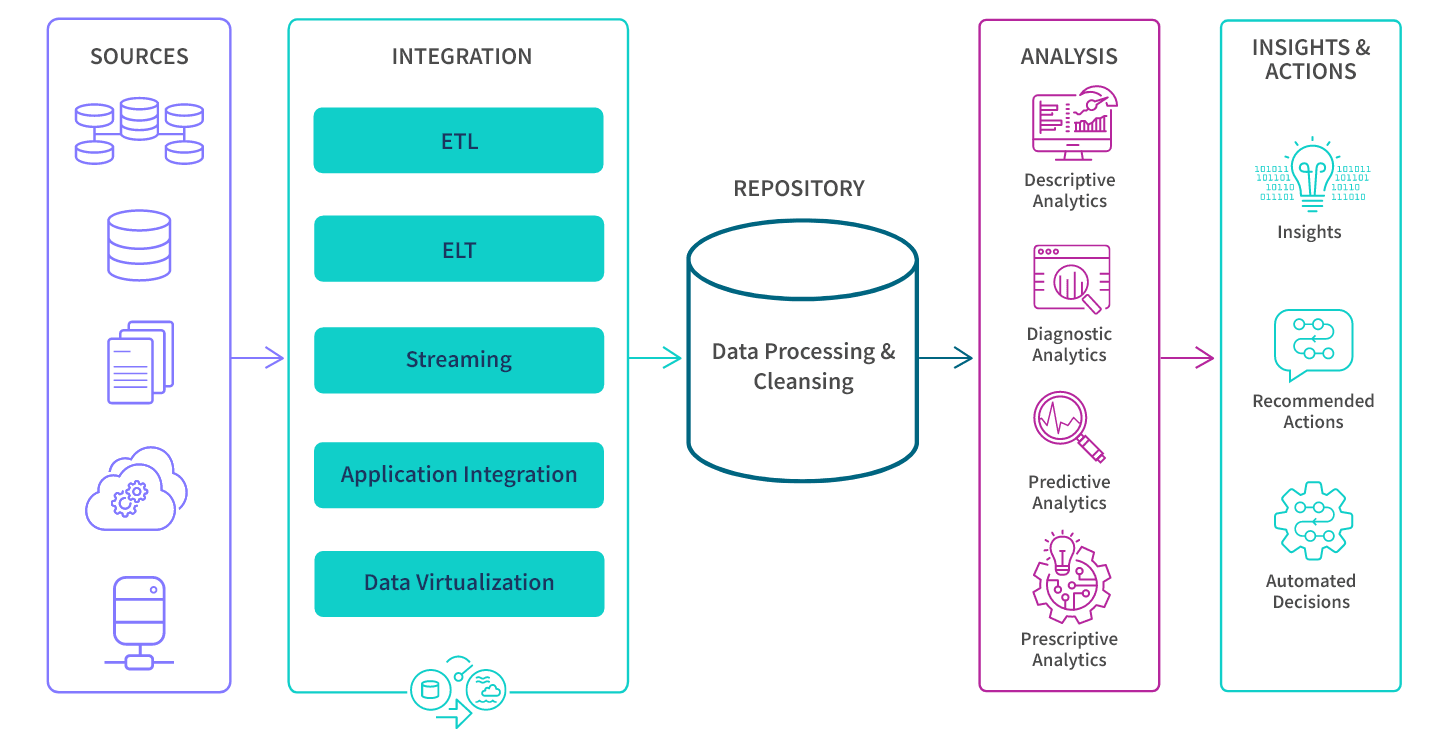 SOURCES
INTEGRATION
ETL
ELT
Streaming
Application Integration
Data Virtualization
REPOSITORY
Data Processing &
Cleansing
ANALYSIS
Descriptive
Analytics
Diagnostic
Analytics
Predictive
Analytics
Prescriptive
Analytics
INSIGHTS &
ACTIONS
101011 101011
101101 101101
10110 10110
011101 111010
Insights
Recommended
Actions
Automated
Decisions